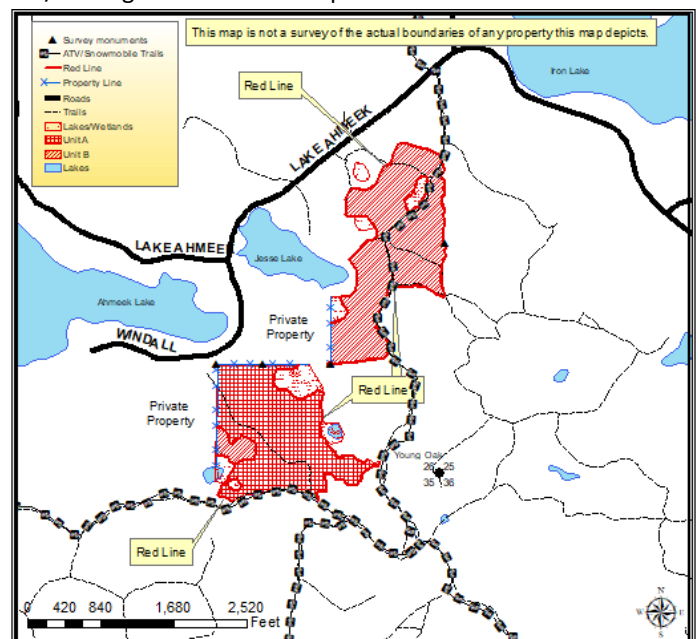 This map is not a survey of the actual boundaries of any property this map depicts.
Survey monuments
ATV/Snowmobile Trails
Red Line
Property Line
Roads
Trails
Lakes/Wetlands
Unit A
Unit B
Lakes
Iron Lake
Red Line
LAKE AHMEEK
LAKE AHMEEK
Jesse Lake
Ahmeek Lake
WINDALL
Private
Property
Private
Property
Red Line
Young Oak
26 25
35 36
Red Line
0 420 840 1,680 2,520
Feet
N
W E
S